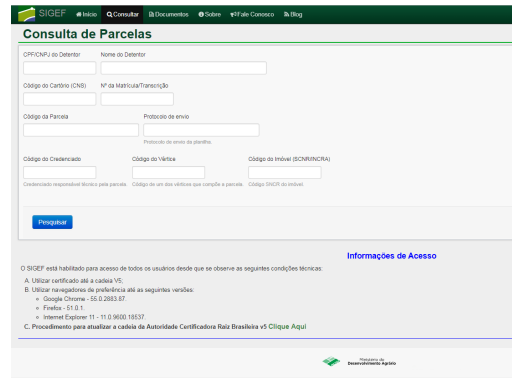 SIGEF Início Consultar Documentos Sobre Fale Conosco Blog
Consulta de Parcelas
CPF/CNPJ do Detentor Nome do Detentor
Código do Cartório (CNS) Nº da Matrícula/Transcrição
Código da Parcela Protocolo de envio
Protocolo de envio da planilha.
Código do Credenciado Código do Vértice Código do Imóvel (SCNR/INCRA)
Credenciado responsável técnico pela parcela. Código de um dos vértices que compõe a parcela. Código SNCR do imóvel.
Pesquisar
Informações de Acesso
O SIGEF está habilitado para acesso de todos os usuários desde que se observe as seguintes condições técnicas:
A. Utilizar certificado até a cadeia V5;
B. Utilizar navegadores de preferência até as seguintes versões:
Google Chrome - 55.0.2883.87.
Firefox - 51.0.1.
Internet Explorer 11 - 11.0.9600.18537.
C. Procedimento para atualizar a cadeia da Autoridade Certificadora Raiz Brasileira v5 Clique Aqui
Ministério do
Desenvolvimento Agrário